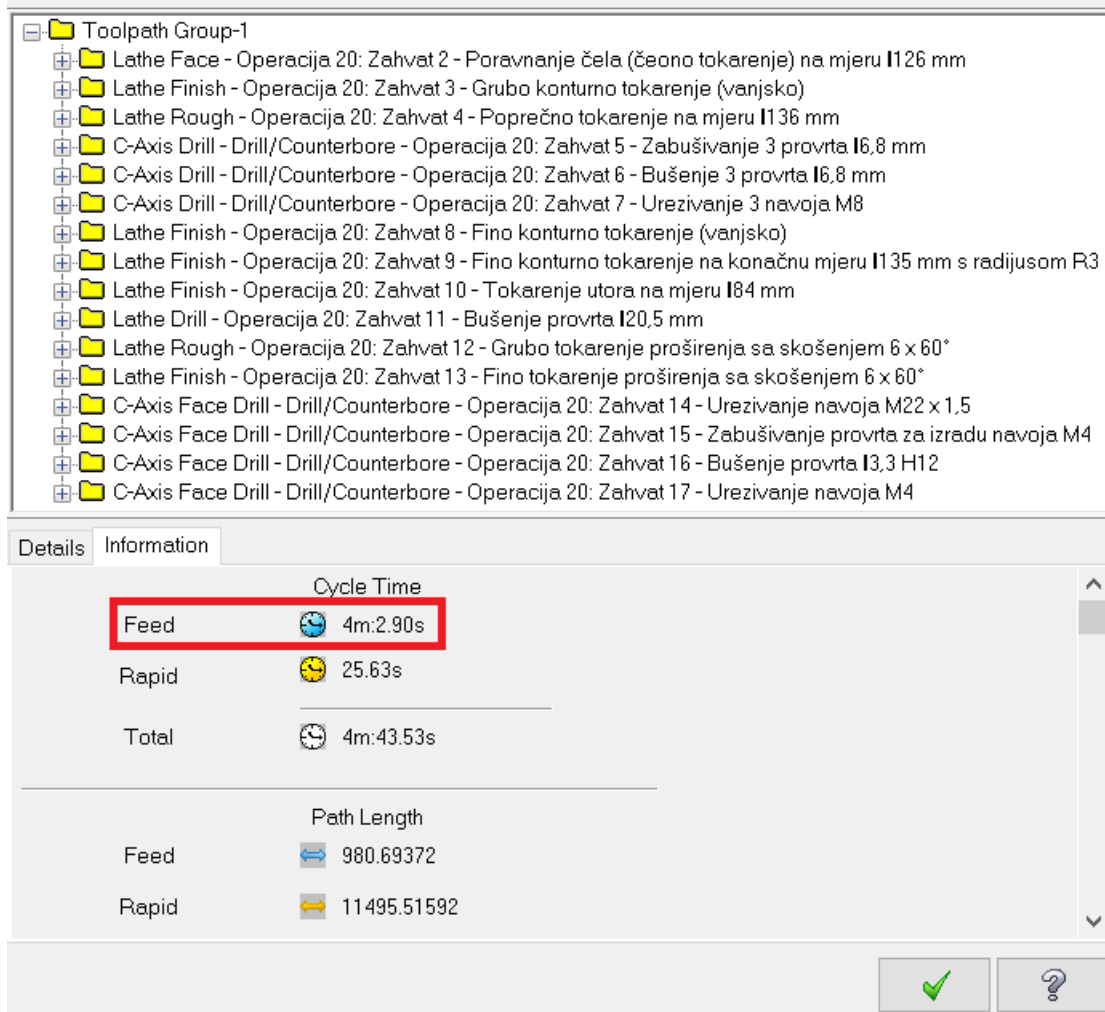 Toolpath Group-1
Lathe Face - Operacija 20: Zahvat 2 - Poravnanje čela (čeono tokarenje) na mjeru I126 mm
Lathe Finish - Operacija 20: Zahvat 3 - Grubo konturno tokarenje (vanjsko)
Lathe Rough - Operacija 20: Zahvat 4 - Poprečno tokarenje na mjeru I136 mm
C-Axis Drill - Drill/Counterbore - Operacija 20: Zahvat 5 - Zabušivanje 3 provrta I6,8 mm
C-Axis Drill - Drill/Counterbore - Operacija 20: Zahvat 6 - Bušenje 3 provrta I6,8 mm
C-Axis Drill - Drill/Counterbore - Operacija 20: Zahvat 7 - Urezivanje 3 navoja M8
Lathe Finish - Operacija 20: Zahvat 8 - Fino konturno tokarenje (vanjsko)
Lathe Finish - Operacija 20: Zahvat 9 - Fino konturno tokarenje na konačnu mjeru I135 mm s radijusom R3
Lathe Finish - Operacija 20: Zahvat 10 - Tokarenje utora na mjeru I84 mm
Lathe Drill - Operacija 20: Zahvat 11 - Bušenje provrta I20,5 mm
Lathe Rough - Operacija 20: Zahvat 12 - Grubo tokarenje proširenja sa skošenjem 6 x 60°
Lathe Finish - Operacija 20: Zahvat 13 - Fino tokarenje proširenja sa skošenjem 6 x 60°
C-Axis Face Drill - Drill/Counterbore - Operacija 20: Zahvat 14 - Urezivanje navoja M22 x 1,5
C-Axis Face Drill - Drill/Counterbore - Operacija 20: Zahvat 15 - Zabušivanje provrta za izradu navoja M4
C-Axis Face Drill - Drill/Counterbore - Operacija 20: Zahvat 16 - Bušenje provrta I3,3 H12
C-Axis Face Drill - Drill/Counterbore - Operacija 20: Zahvat 17 - Urezivanje navoja M4
Details Information
Cycle Time
Feed 4m:2.90s
Rapid 25.63s
Total 4m:43.53s
Path Length
Feed 980.69372
Rapid 11495.51592